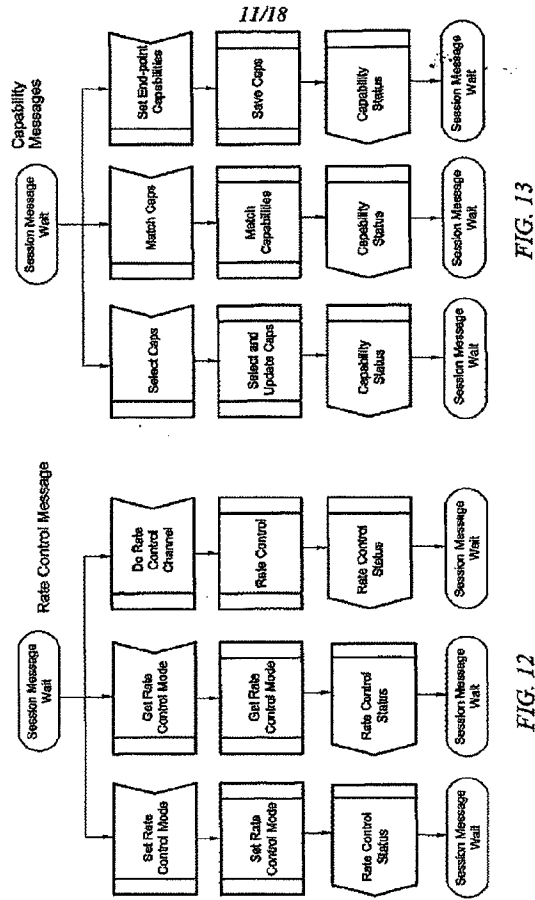 11/18
Rate Control Message
Session Message
Wait
Set Rate
Control Mode
Get Rate
Control Mode
Do Rate
Control
Channel
Set Rate
Control Mode
Get Rate
Control Mode
Rate Control
Rate Control
Status
Rate Control
Status
Rate Control
Status
Session Message
Wait
Session Message
Wait
Session Message
Wait
FIG. 12
Capability
Messages
Session Message
Wait
Select Caps
Match Caps
Set End-point
Capabilities
Select and
Update Caps
Match
Capabilities
Save Caps
Capability
Status
Capability
Status
Capability
Status
Session Message
Wait
Session Message
Wait
Session Message
Wait
FIG. 13